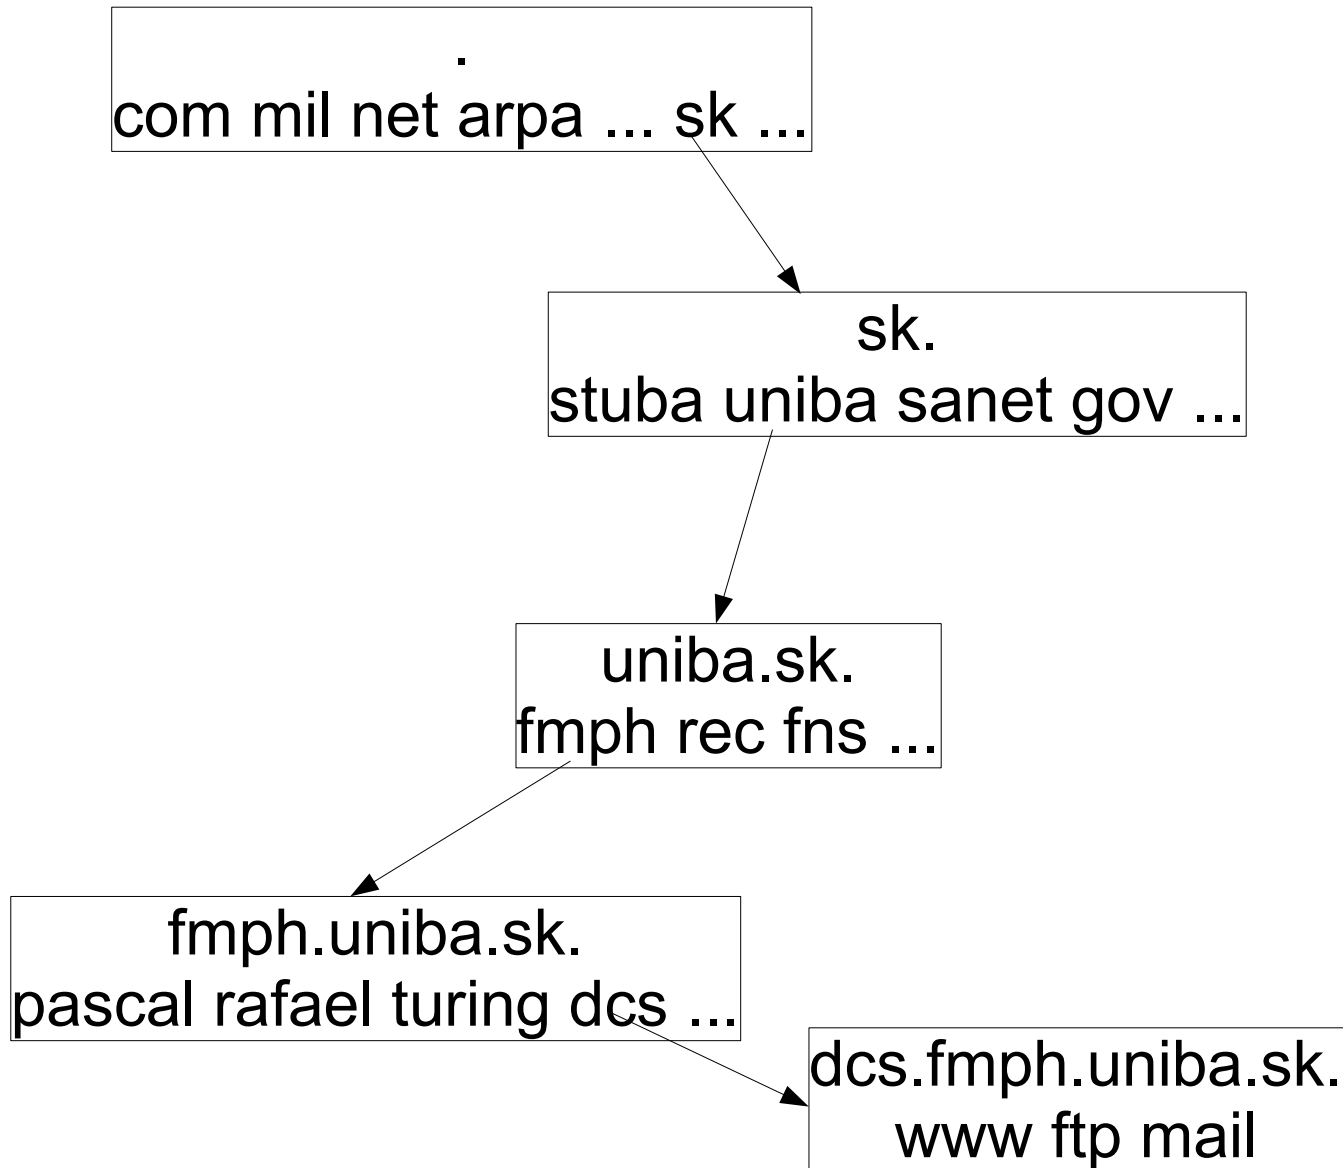 .
com mil net arpa ... sk ...
sk.
stuba uniba sanet gov ...
uniba.sk.
fmph rec fns ...
fmph.uniba.sk.
pascal rafael turing dcs ...
dcs.fmph.uniba.sk.
www ftp mail